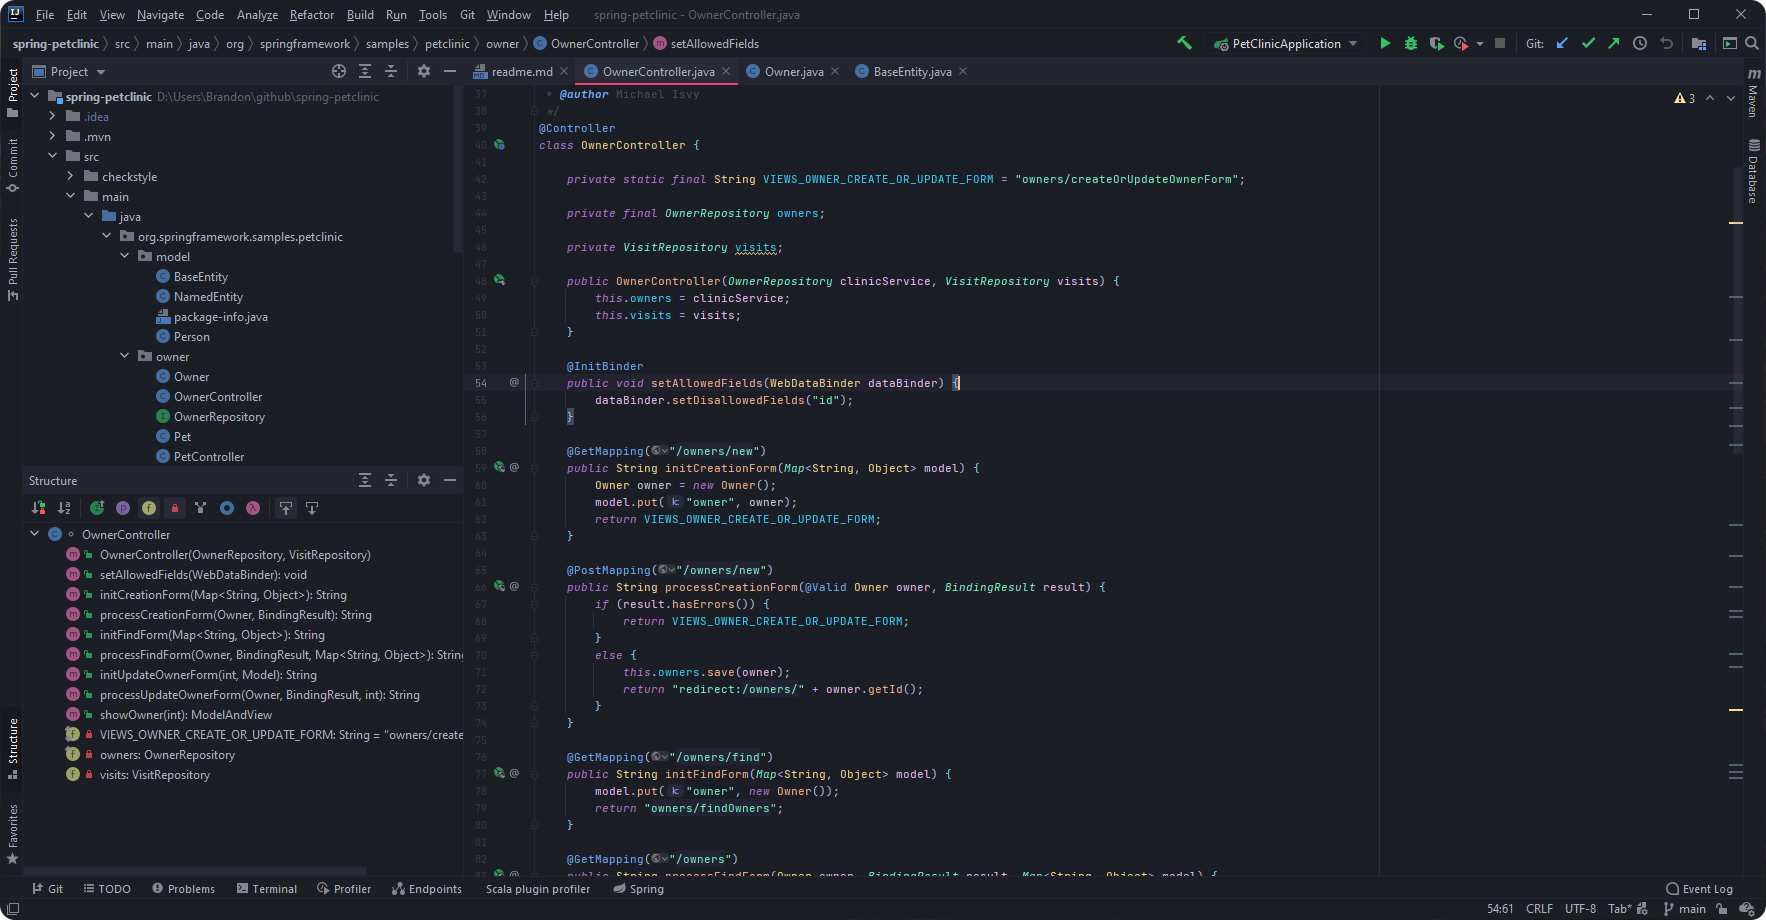 File Edit View Navigate Code Analyze Refactor Build Run Tools Git Window Help spring-petclinic - OwnerController.java
spring-petclinic src main java org springframework samples petclinic owner OwnerController setAllowedFields PetClinicApplication Git:
Project
readme.md OwnerController.java Owner.java BaseEntity.java
spring-petclinic D:\Users\Brandon\github\spring-petclinic
.idea
.mvn
src
checkstyle
main
java
org.springframework.samples.petclinic
model
BaseEntity
NamedEntity
package-info.java
Person
owner
Owner
OwnerController
OwnerRepository
Pet
PetController
Structure
OwnerController
OwnerController(OwnerRepository, VisitRepository)
setAllowedFields(WebDataBinder): void
initCreationForm(Map<String, Object>): String
processCreationForm(Owner, BindingResult): String
initFindForm(Map<String, Object>): String
processFindForm(Owner, BindingResult, Map<String, Object>): String
initUpdateOwnerForm(int, Model): String
processUpdateOwnerForm(Owner, BindingResult, int): String
showOwner(int): ModelAndView
VIEWS_OWNER_CREATE_OR_UPDATE_FORM: String = "owners/create
owners: OwnerRepository
visits: VisitRepository
37 * @author Michael Isvy
38 */
39 @Controller
40 class OwnerController {
41
42 private static final String VIEWS_OWNER_CREATE_OR_UPDATE_FORM = "owners/createOrUpdateOwnerForm";
43
44 private final OwnerRepository owners;
45
46 private VisitRepository visits;
47
48 public OwnerController(OwnerRepository clinicService, VisitRepository visits) {
49 this.owners = clinicService;
50 this.visits = visits;
51 }
52
53 @InitBinder
54 @ public void setAllowedFields(WebDataBinder dataBinder) {
55 dataBinder.setDisallowedFields("id");
56 }
57
58 @GetMapping("/owners/new")
59 @ public String initCreationForm(Map<String, Object> model) {
60 Owner owner = new Owner();
61 model.put( k: "owner", owner);
62 return VIEWS_OWNER_CREATE_OR_UPDATE_FORM;
63 }
64
65 @PostMapping("/owners/new")
66 @ public String processCreationForm(@Valid Owner owner, BindingResult result) {
67 if (result.hasErrors()) {
68 return VIEWS_OWNER_CREATE_OR_UPDATE_FORM;
69 }
70 else {
71 this.owners.save(owner);
72 return "redirect:/owners/" + owner.getId();
73 }
74 }
75
76 @GetMapping("/owners/find")
77 @ public String initFindForm(Map<String, Object> model) {
78 model.put( k: "owner", new Owner());
79 return "owners/findOwners";
80 }
81
82 @GetMapping("/owners")
83 @ public String processFindForm(Owner owner, BindingResult result, Map<String, Object> model) {
3
Project
Commit
Pull Requests
Structure
Favorites
Maven
Database
Git TODO Problems Terminal Profiler Endpoints Scala plugin profiler Spring Event Log
54:61 CRLF UTF-8 Tab* main